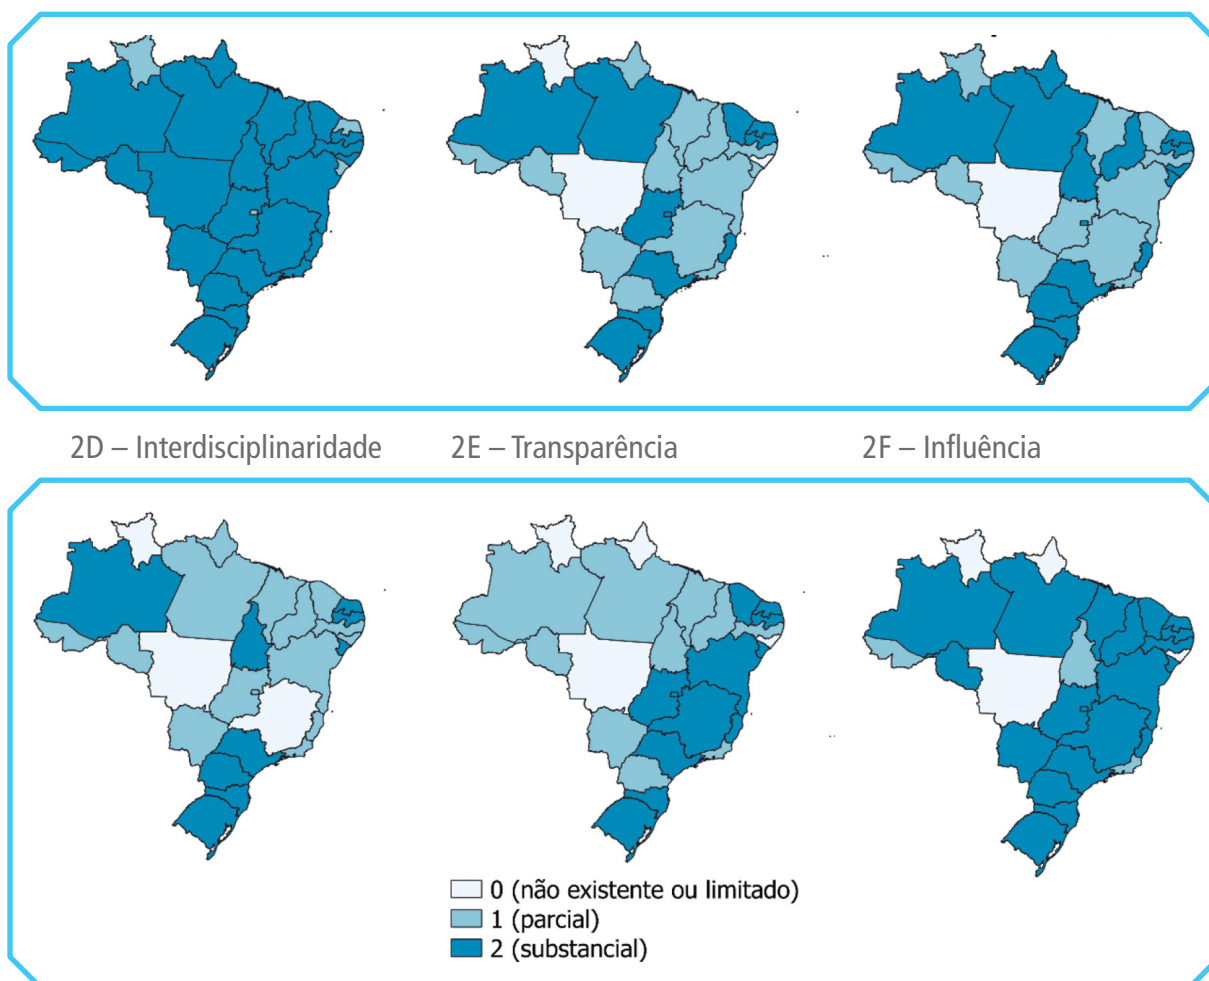 2D – Interdisciplinaridade
2E – Transparência
2F – Influência
0 (não existente ou limitado)
1 (parcial)
2 (substancial)